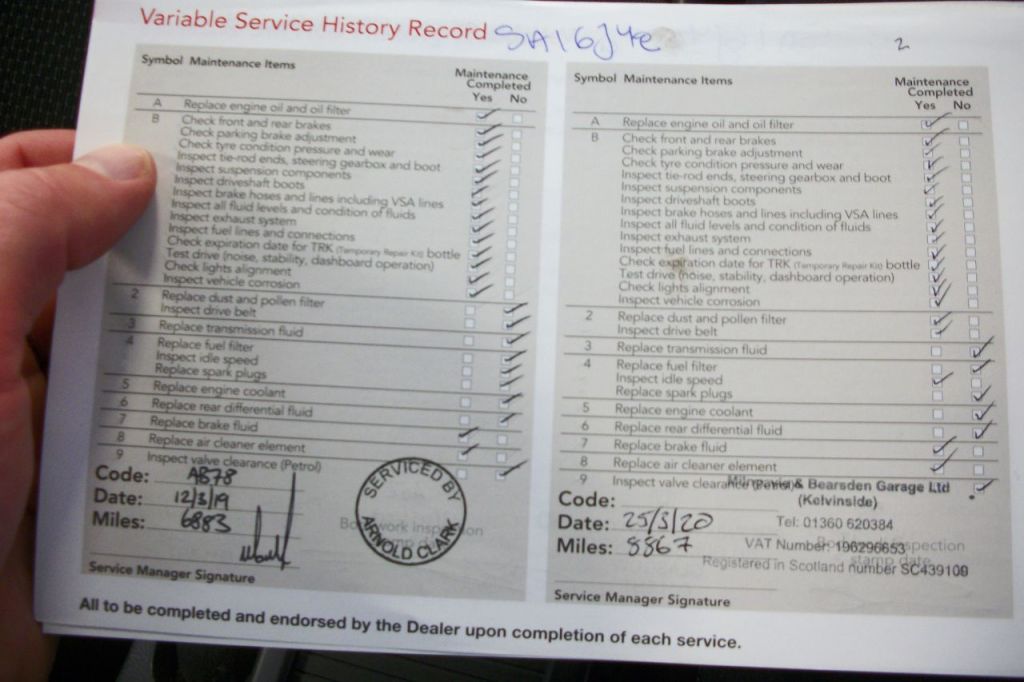 Variable Service History Record SA16J4e
2
Symbol Maintenance Items
Maintenance
Completed
Yes No
A Replace engine oil and oil filter
B Check front and rear brakes
Check parking brake adjustment
Check tyre condition pressure and wear
Inspect tie-rod ends, steering gearbox and boot
Inspect suspension components
Inspect driveshaft boots
Inspect brake hoses and lines including VSA lines
Inspect all fluid levels and condition of fluids
Inspect exhaust system
Inspect fuel lines and connections
Check expiration date for TRK (Temporary Repair Kit) bottle
Test drive (noise, stability, dashboard operation)
Check lights alignment
Inspect vehicle corrosion
2 Replace dust and pollen filter
Inspect drive belt
3 Replace transmission fluid
4 Replace fuel filter
Inspect idle speed
Replace spark plugs
5 Replace engine coolant
6 Replace rear differential fluid
7 Replace brake fluid
8 Replace air cleaner element
9 Inspect valve clearance (Petrol)
Code: AB78
Date: 12/3/19
Miles: 6883
SERVICED BY
ARNOLD CLARK
Bodywork inspection
stamp date
Service Manager Signature
Symbol Maintenance Items
Maintenance
Completed
Yes No
A Replace engine oil and oil filter
B Check front and rear brakes
Check parking brake adjustment
Check tyre condition pressure and wear
Inspect tie-rod ends, steering gearbox and boot
Inspect suspension components
Inspect driveshaft boots
Inspect brake hoses and lines including VSA lines
Inspect all fluid levels and condition of fluids
Inspect exhaust system
Inspect fuel lines and connections
Check expiration date for TRK (Temporary Repair Kit) bottle
Test drive (noise, stability, dashboard operation)
Check lights alignment
Inspect vehicle corrosion
2 Replace dust and pollen filter
Inspect drive belt
3 Replace transmission fluid
4 Replace fuel filter
Inspect idle speed
Replace spark plugs
5 Replace engine coolant
6 Replace rear differential fluid
7 Replace brake fluid
8 Replace air cleaner element
9 Inspect valve clearance (Petrol)
Milngavie & Bearsden Garage Ltd
(Kelvinside)
Code:
Tel: 01360 620384
Date: 25/3/20
VAT Number: 196296653
Miles: 8867
Bodywork inspection
stamp date
Registered in Scotland number SC439100
Service Manager Signature
All to be completed and endorsed by the Dealer upon completion of each service.